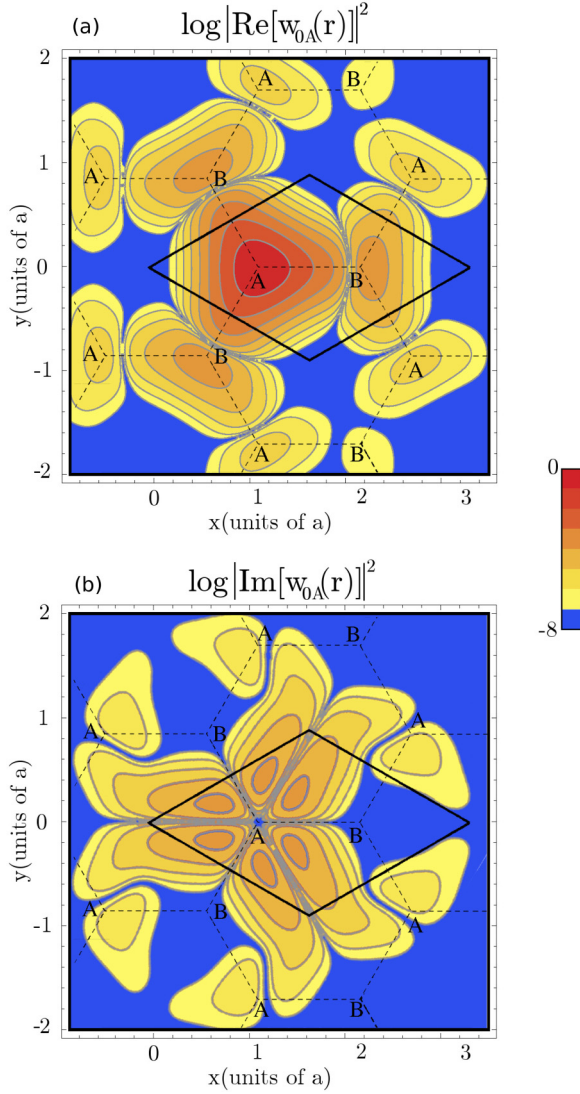 (a) log|Re[w0A(r)]|²
2
A B
1
A B A
y(units of a)
0
A B
-1
A B A
A B
-2
0 1 2 3
x(units of a)
0
-8
(b) log|Im[w0A(r)]|²
2
A B
1
A B A
y(units of a)
0
A B
-1
A B A
A B
-2
0 1 2 3
x(units of a)